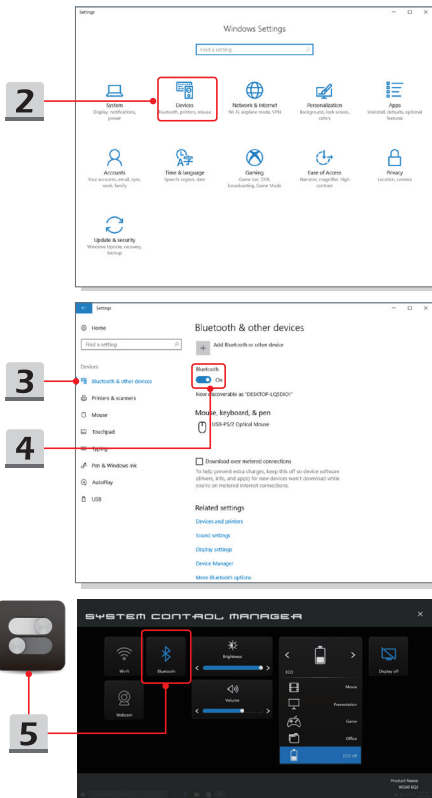 Settings
Windows Settings
Find a setting
2
System
Display, notifications,
power
Devices
Bluetooth, printers, mouse
Network & Internet
Wi-Fi, airplane mode, VPN
Personalization
Background, lock screen,
colors
Apps
Uninstall, defaults, optional
features
Accounts
Your accounts, email, sync,
work, family
Time & language
Speech, region, date
Gaming
Game bar, DVR,
broadcasting, Game Mode
Ease of Access
Narrator, magnifier, high
contrast
Privacy
Location, camera
Update & security
Windows Update, recovery,
backup
Settings
Home
Find a setting
Devices
3
Bluetooth & other devices
Printers & scanners
Mouse
4
Touchpad
Typing
Pen & Windows Ink
AutoPlay
USB
Bluetooth & other devices
Add Bluetooth or other device
Bluetooth
On
Now discoverable as "DESKTOP-LQ5DIOI"
Mouse, keyboard, & pen
USB-PS/2 Optical Mouse
Download over metered connections
To help prevent extra charges, keep this off so device software
(drivers, info, and apps) for new devices won't download while
you're on metered Internet connections.
Related settings
Devices and printers
Sound settings
Display settings
Device Manager
More Bluetooth options
SYSTEM CONTROL MANAGER
5
Wi-Fi
Bluetooth
Brightness
Webcam
Volume
ECO
Movie
Presentation
Game
Office
ECO off
Display off
Product Name
WS60 6QJ